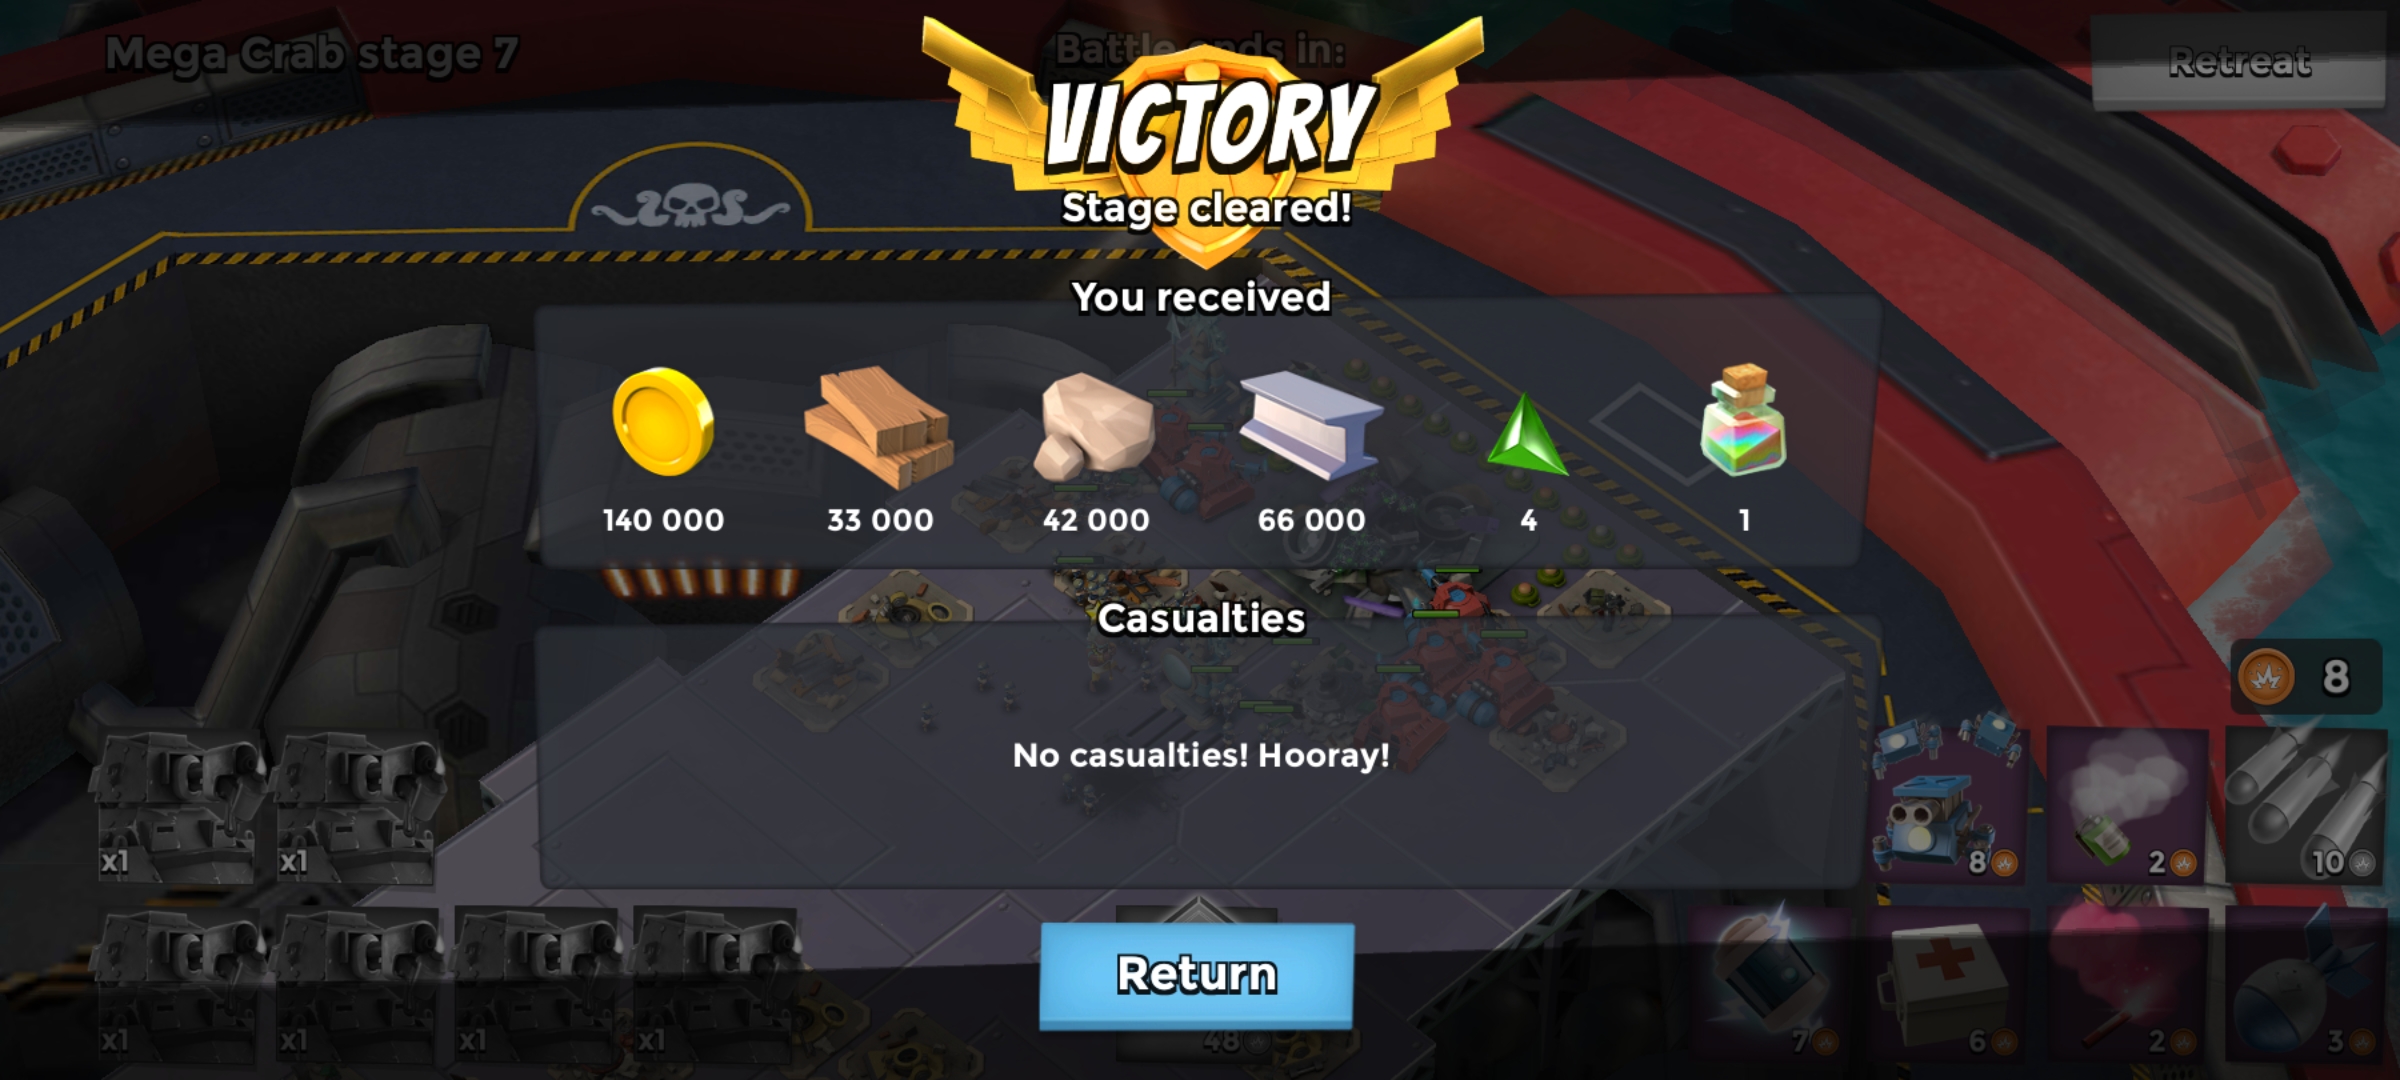 Mega Crab stage 7
Battle ends in:
Retreat
VICTORY
Stage cleared!
You received
140 000
33 000
42 000
66 000
4
1
Casualties
No casualties! Hooray!
8
x1
x1
8
2
10
Return
x1
x1
x1
x1
48
7
6
2
3